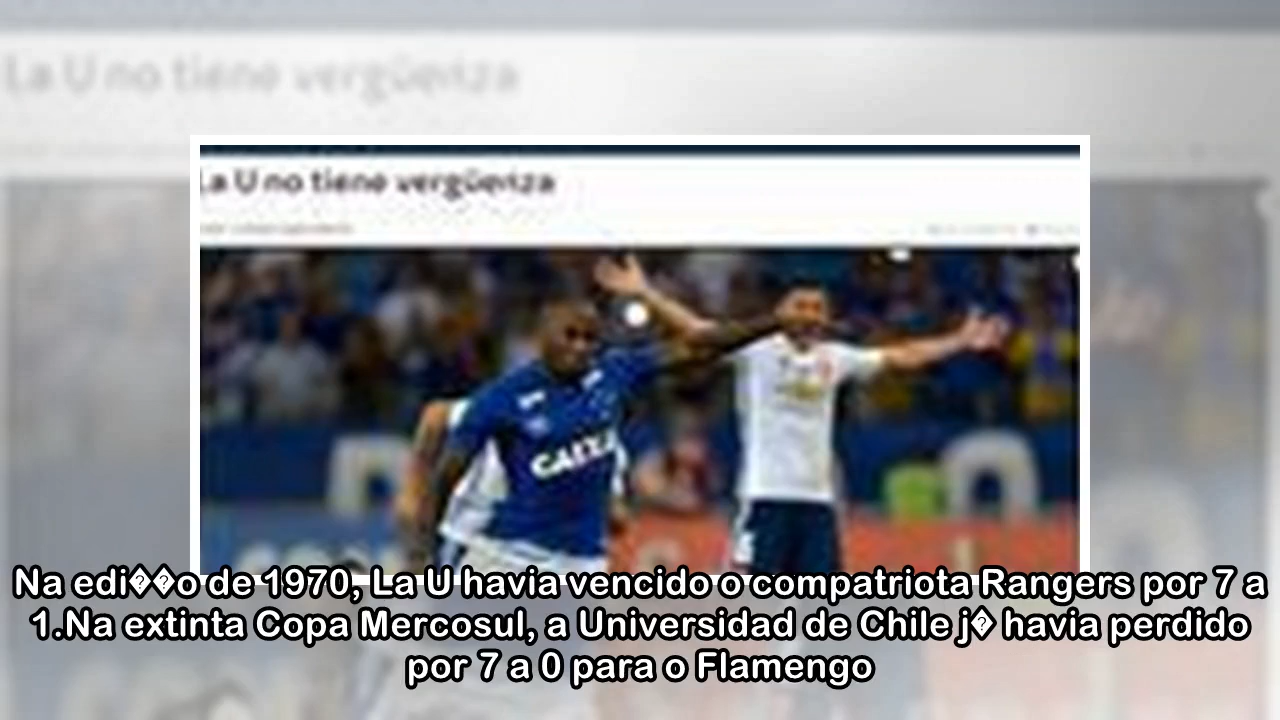 La U no tiene vergüenza
La U no tiene vergüenza
CAIXA
Na edi��o de 1970, La U havia vencido o compatriota Rangers por 7 a
1.Na extinta Copa Mercosul, a Universidad de Chile j� havia perdido
por 7 a 0 para o Flamengo